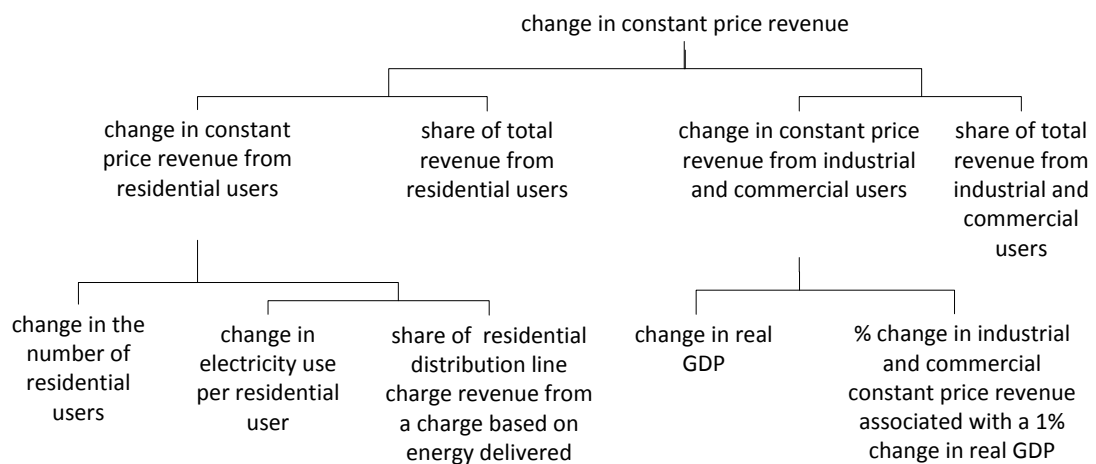 change in constant price revenue
change in constant
price revenue from
residential users
share of total
revenue from
residential users
change in constant price
revenue from industrial
and commercial users
share of total
revenue from
industrial and
commercial
users
change in the
number of
residential
users
change in
electricity use
per residential
user
share of residential
distribution line
charge revenue from
a charge based on
energy delivered
change in real
GDP
% change in industrial
and commercial
constant price revenue
associated with a 1%
change in real GDP